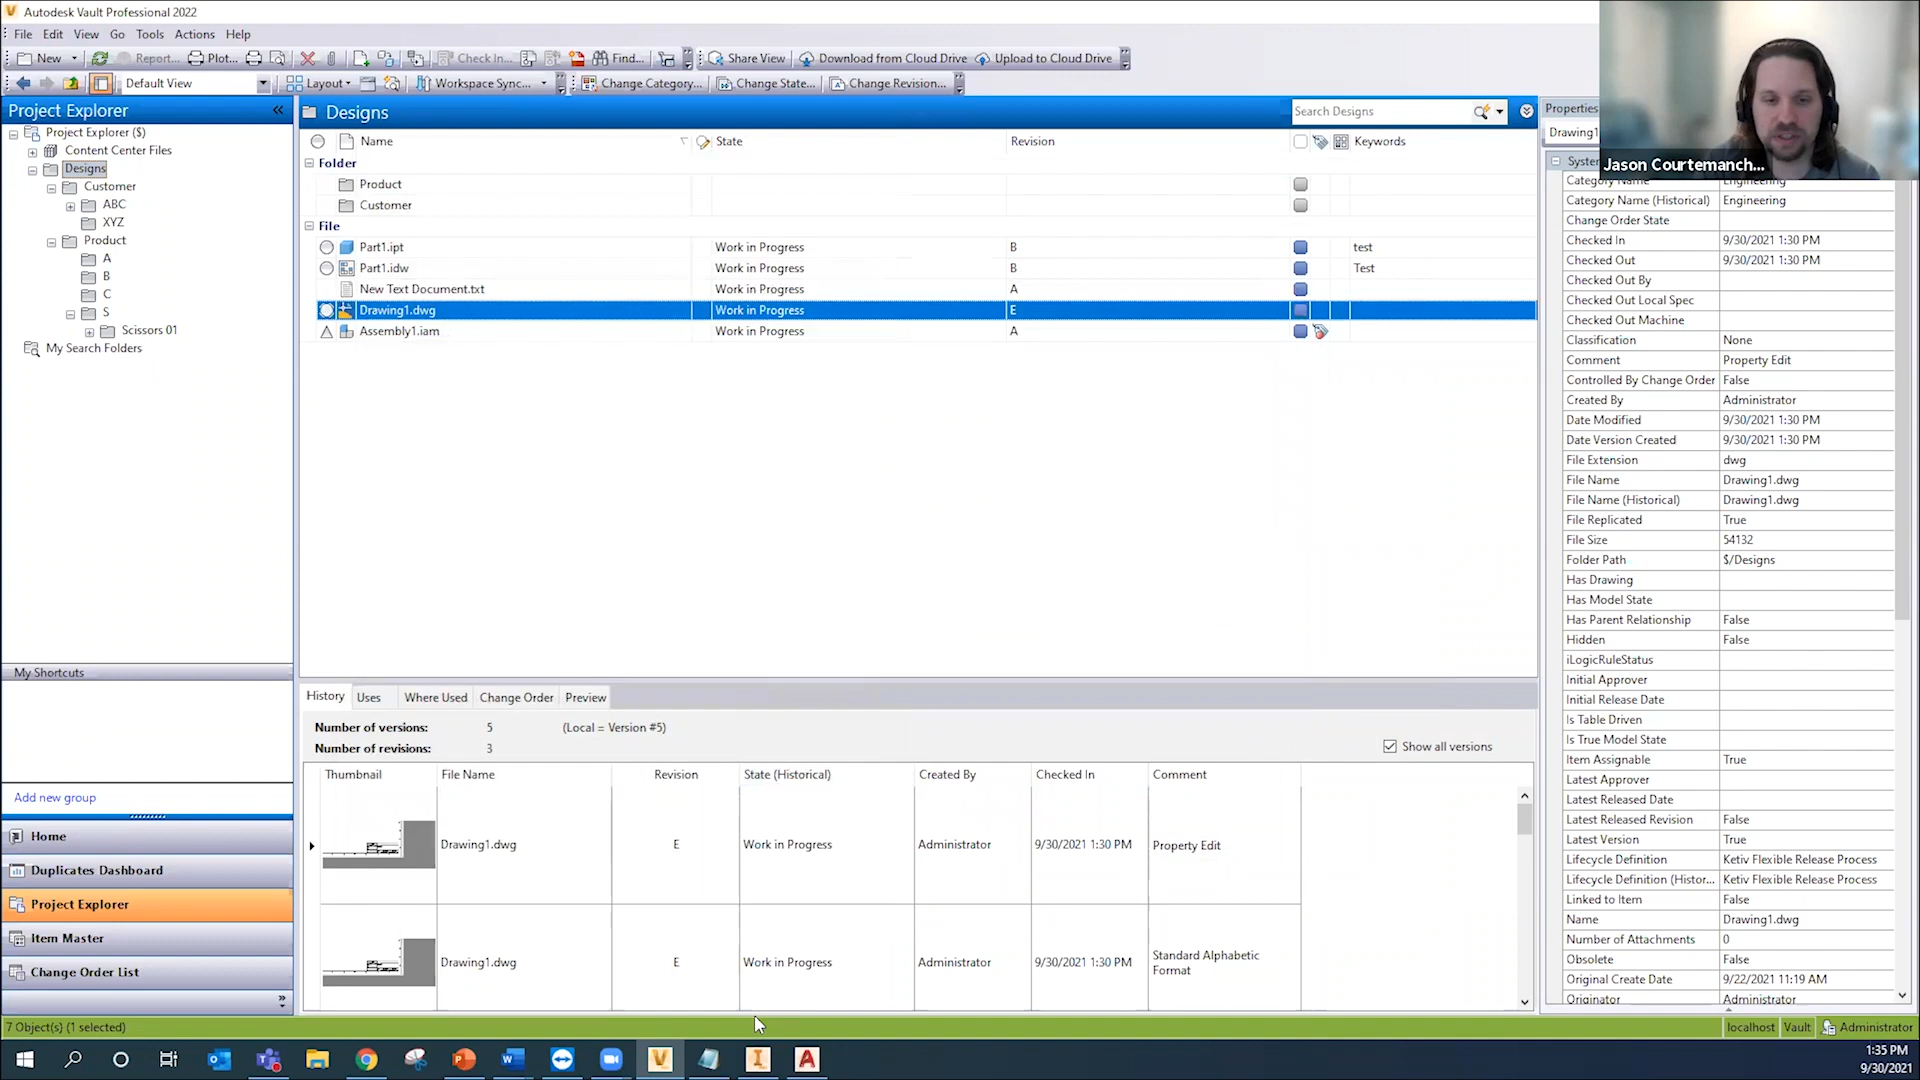 Autodesk Vault Professional 2022
File Edit View Go Tools Actions Help
New Report... Plot... Check In... Find... Share View Download from Cloud Drive Upload to Cloud Drive
Default View Layout Workspace Sync... Change Category... Change State... Change Revision...
Project Explorer
Project Explorer ($)
Content Center Files
Designs
Customer
ABC
XYZ
Product
A
B
C
S
Scissors 01
My Search Folders
My Shortcuts
Add new group
Home
Duplicates Dashboard
Project Explorer
Item Master
Change Order List
Designs
Search Designs
Name State Revision Keywords
Folder
Product
Customer
File
Part1.ipt Work in Progress B test
Part1.idw Work in Progress B Test
New Text Document.txt Work in Progress A
Drawing1.dwg Work in Progress E
Assembly1.iam Work in Progress A
History Uses Where Used Change Order Preview
Number of versions: 5 (Local = Version #5)
Number of revisions: 3
Show all versions
Thumbnail File Name Revision State (Historical) Created By Checked In Comment
Drawing1.dwg E Work in Progress Administrator 9/30/2021 1:30 PM Property Edit
Drawing1.dwg E Work in Progress Administrator 9/30/2021 1:30 PM Standard Alphabetic
Format
Properties
Drawing1
Syste
Jason Courtemanch...
Category Name Engineering
Category Name (Historical) Engineering
Change Order State
Checked In 9/30/2021 1:30 PM
Checked Out 9/30/2021 1:30 PM
Checked Out By
Checked Out Local Spec
Checked Out Machine
Classification None
Comment Property Edit
Controlled By Change Order False
Created By Administrator
Date Modified 9/30/2021 1:30 PM
Date Version Created 9/30/2021 1:30 PM
File Extension dwg
File Name Drawing1.dwg
File Name (Historical) Drawing1.dwg
File Replicated True
File Size 54132
Folder Path $/Designs
Has Drawing
Has Model State
Has Parent Relationship False
Hidden False
iLogicRuleStatus
Initial Approver
Initial Release Date
Is Table Driven
Is True Model State
Item Assignable True
Latest Approver
Latest Released Date
Latest Released Revision False
Latest Version True
Lifecycle Definition Ketiv Flexible Release Process
Lifecycle Definition (Histor... Ketiv Flexible Release Process
Linked to Item False
Name Drawing1.dwg
Number of Attachments 0
Obsolete False
Original Create Date 9/22/2021 11:19 AM
Originator Administrator
7 Object(s) (1 selected) localhost Vault Administrator
1:35 PM
9/30/2021